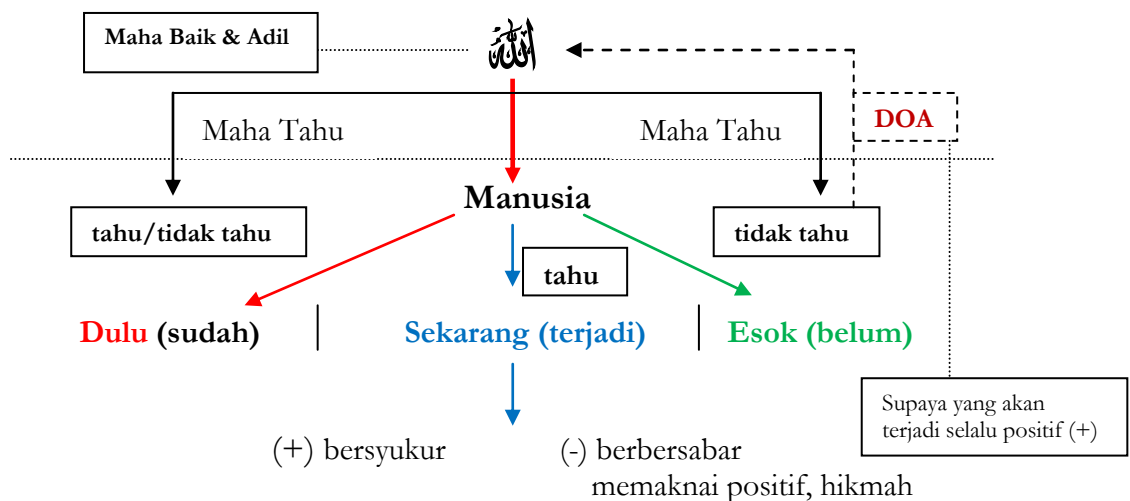 Maha Baik & Adil
الله
Maha Tahu
Maha Tahu
DOA
Manusia
tahu/tidak tahu
tidak tahu
tahu
Dulu (sudah)
Sekarang (terjadi)
Esok (belum)
Supaya yang akan
terjadi selalu positif (+)
(+) bersyukur
(-) berbersabar
memaknai positif, hikmah